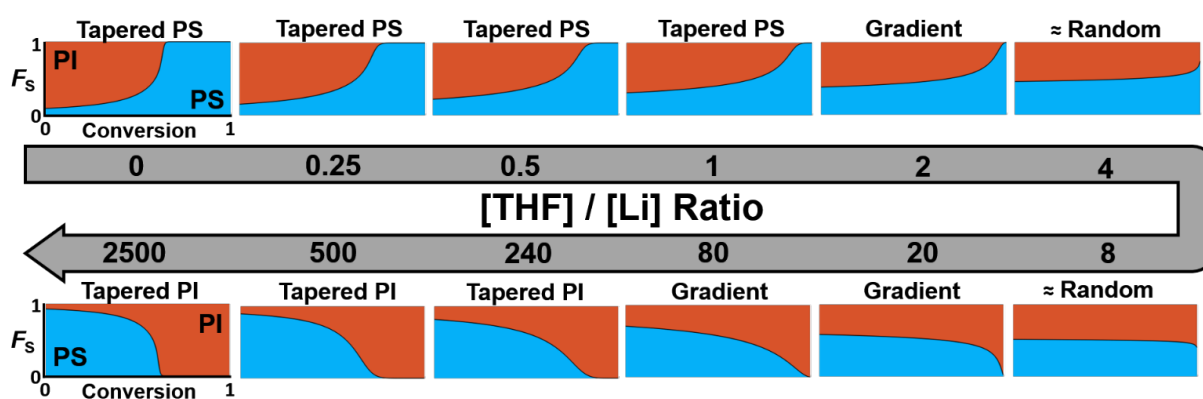 Tapered PS Tapered PS Tapered PS Tapered PS Gradient ≈ Random
1
PI
Fs
PS
0
0 Conversion 1
0 0.25 0.5 1 2 4
[THF] / [Li] Ratio
2500 500 240 80 20 8
Tapered PI Tapered PI Tapered PI Gradient Gradient ≈ Random
1
PI
Fs
PS
0
0 Conversion 1